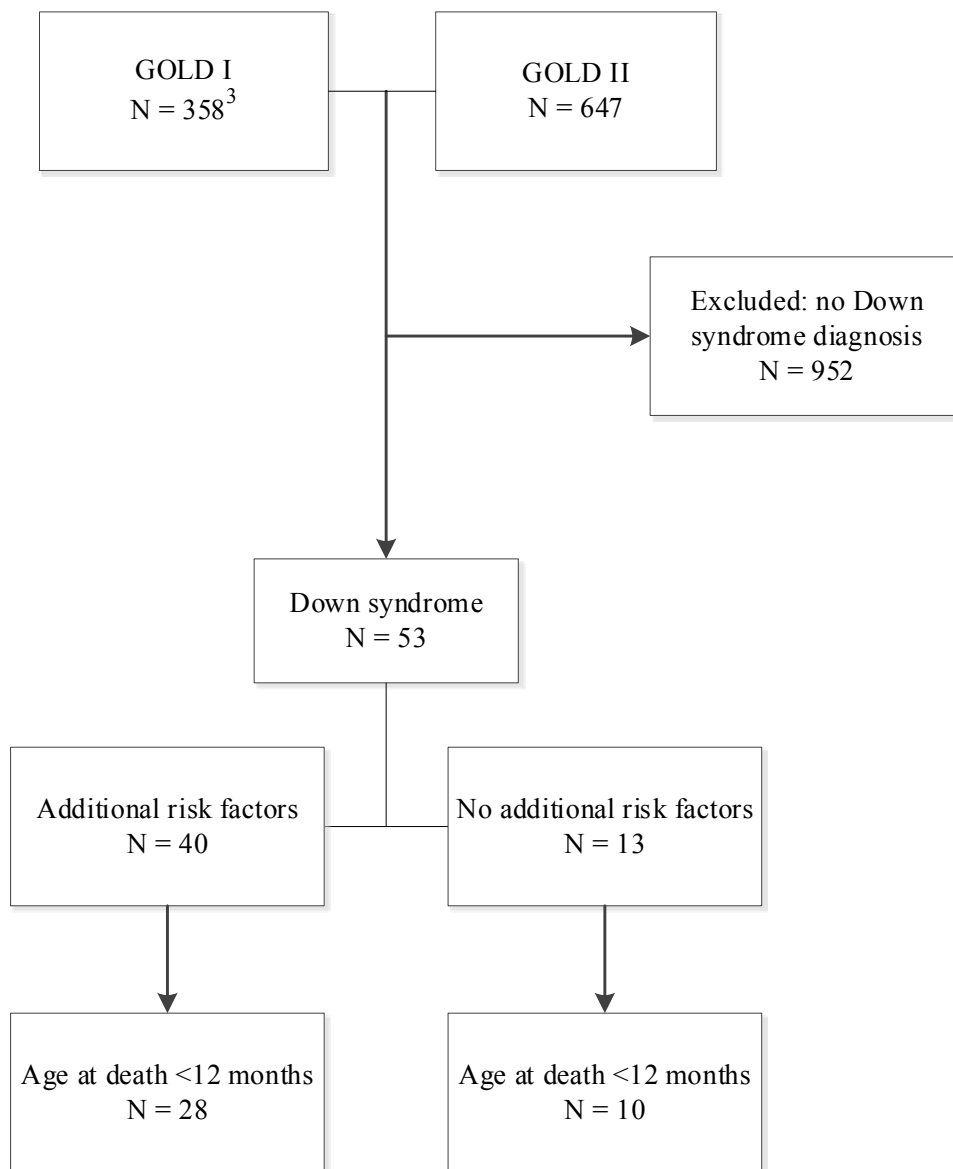 GOLD I
N = 358³
GOLD II
N = 647
Excluded: no Down
syndrome diagnosis
N = 952
Down syndrome
N = 53
Additional risk factors
N = 40
No additional risk factors
N = 13
Age at death <12 months
N = 28
Age at death <12 months
N = 10